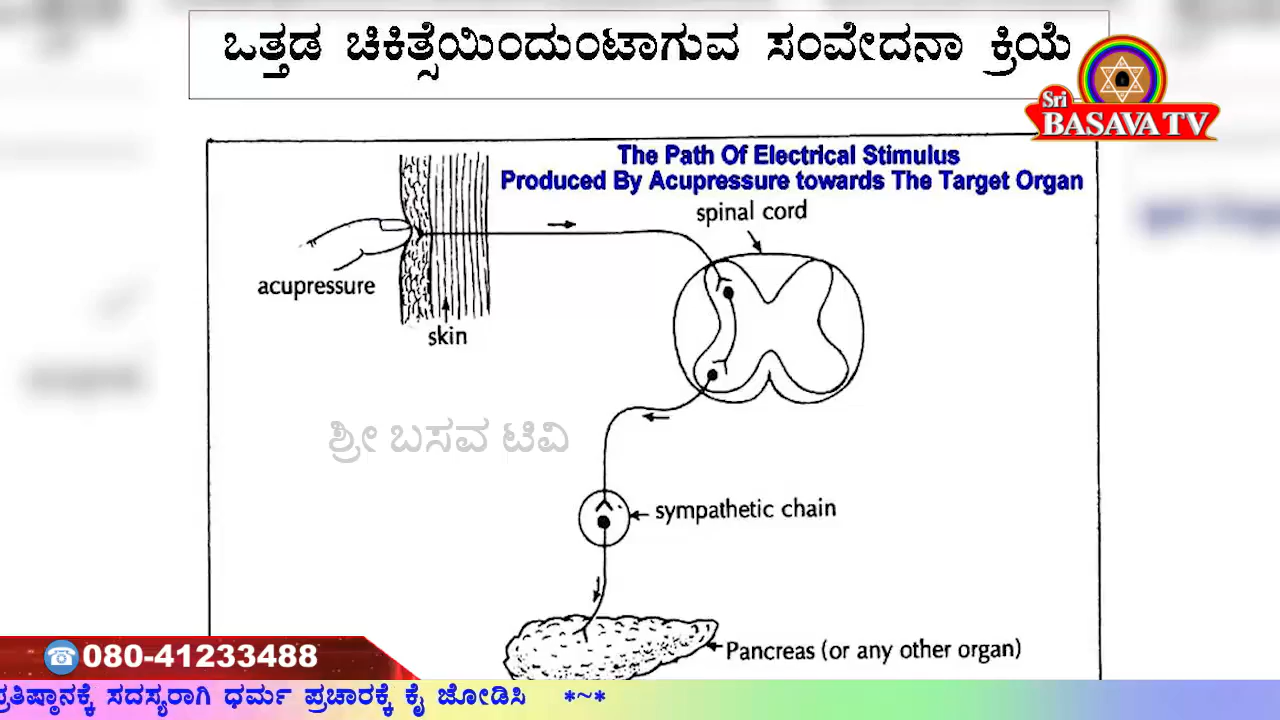 ಒತ್ತಡ ಚಿಕಿತ್ಸೆಯಿಂದುಂಟಾಗುವ ಸಂವೇದನಾ ಕ್ರಿಯೆ
Sri
BASAVA TV
The Path Of Electrical Stimulus
Produced By Acupressure towards The Target Organ
spinal cord
acupressure
skin
ಶ್ರೀ ಬಸವ ಟಿವಿ
sympathetic chain
Pancreas (or any other organ)
080-41233488
ಪ್ರತಿಷ್ಠಾನಕ್ಕೆ ಸದಸ್ಯರಾಗಿ ಧರ್ಮ ಪ್ರಚಾರಕ್ಕೆ ಕೈ ಜೋಡಿಸಿ *~*